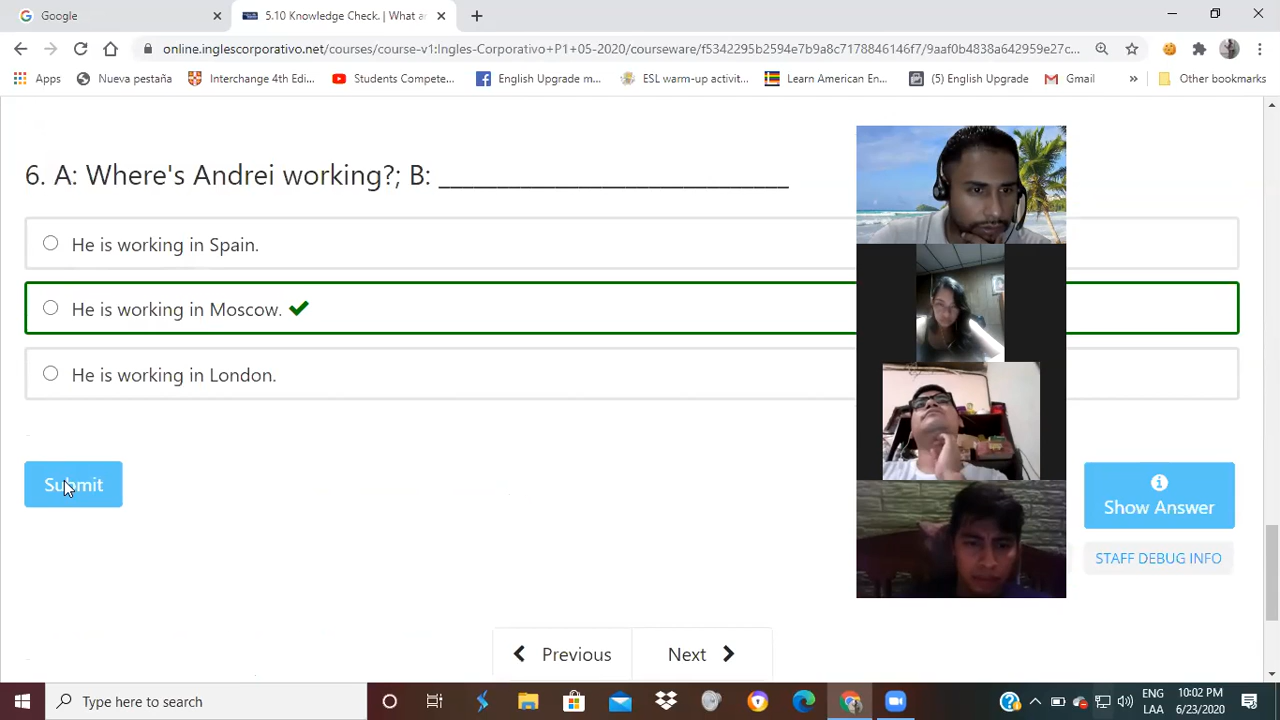 Google
5.10 Knowledge Check. | What a
online.inglescorporativo.net/courses/course-v1:Ingles-Corporativo+P1+05-2020/courseware/f5342295b2594e7b9a8c7178846146f7/9aaf0b4838a642959e27c...
Apps
Nueva pestaña
Interchange 4th Edi...
Students Compete...
English Upgrade m...
ESL warm-up activit...
Learn American En...
(5) English Upgrade
Gmail
»
Other bookmarks
6. A: Where's Andrei working?; B: ______________________________
He is working in Spain.
He is working in Moscow.
He is working in London.
Submit
Show Answer
STAFF DEBUG INFO
Previous
Next
Type here to search
ENG
LAA
10:02 PM
6/23/2020